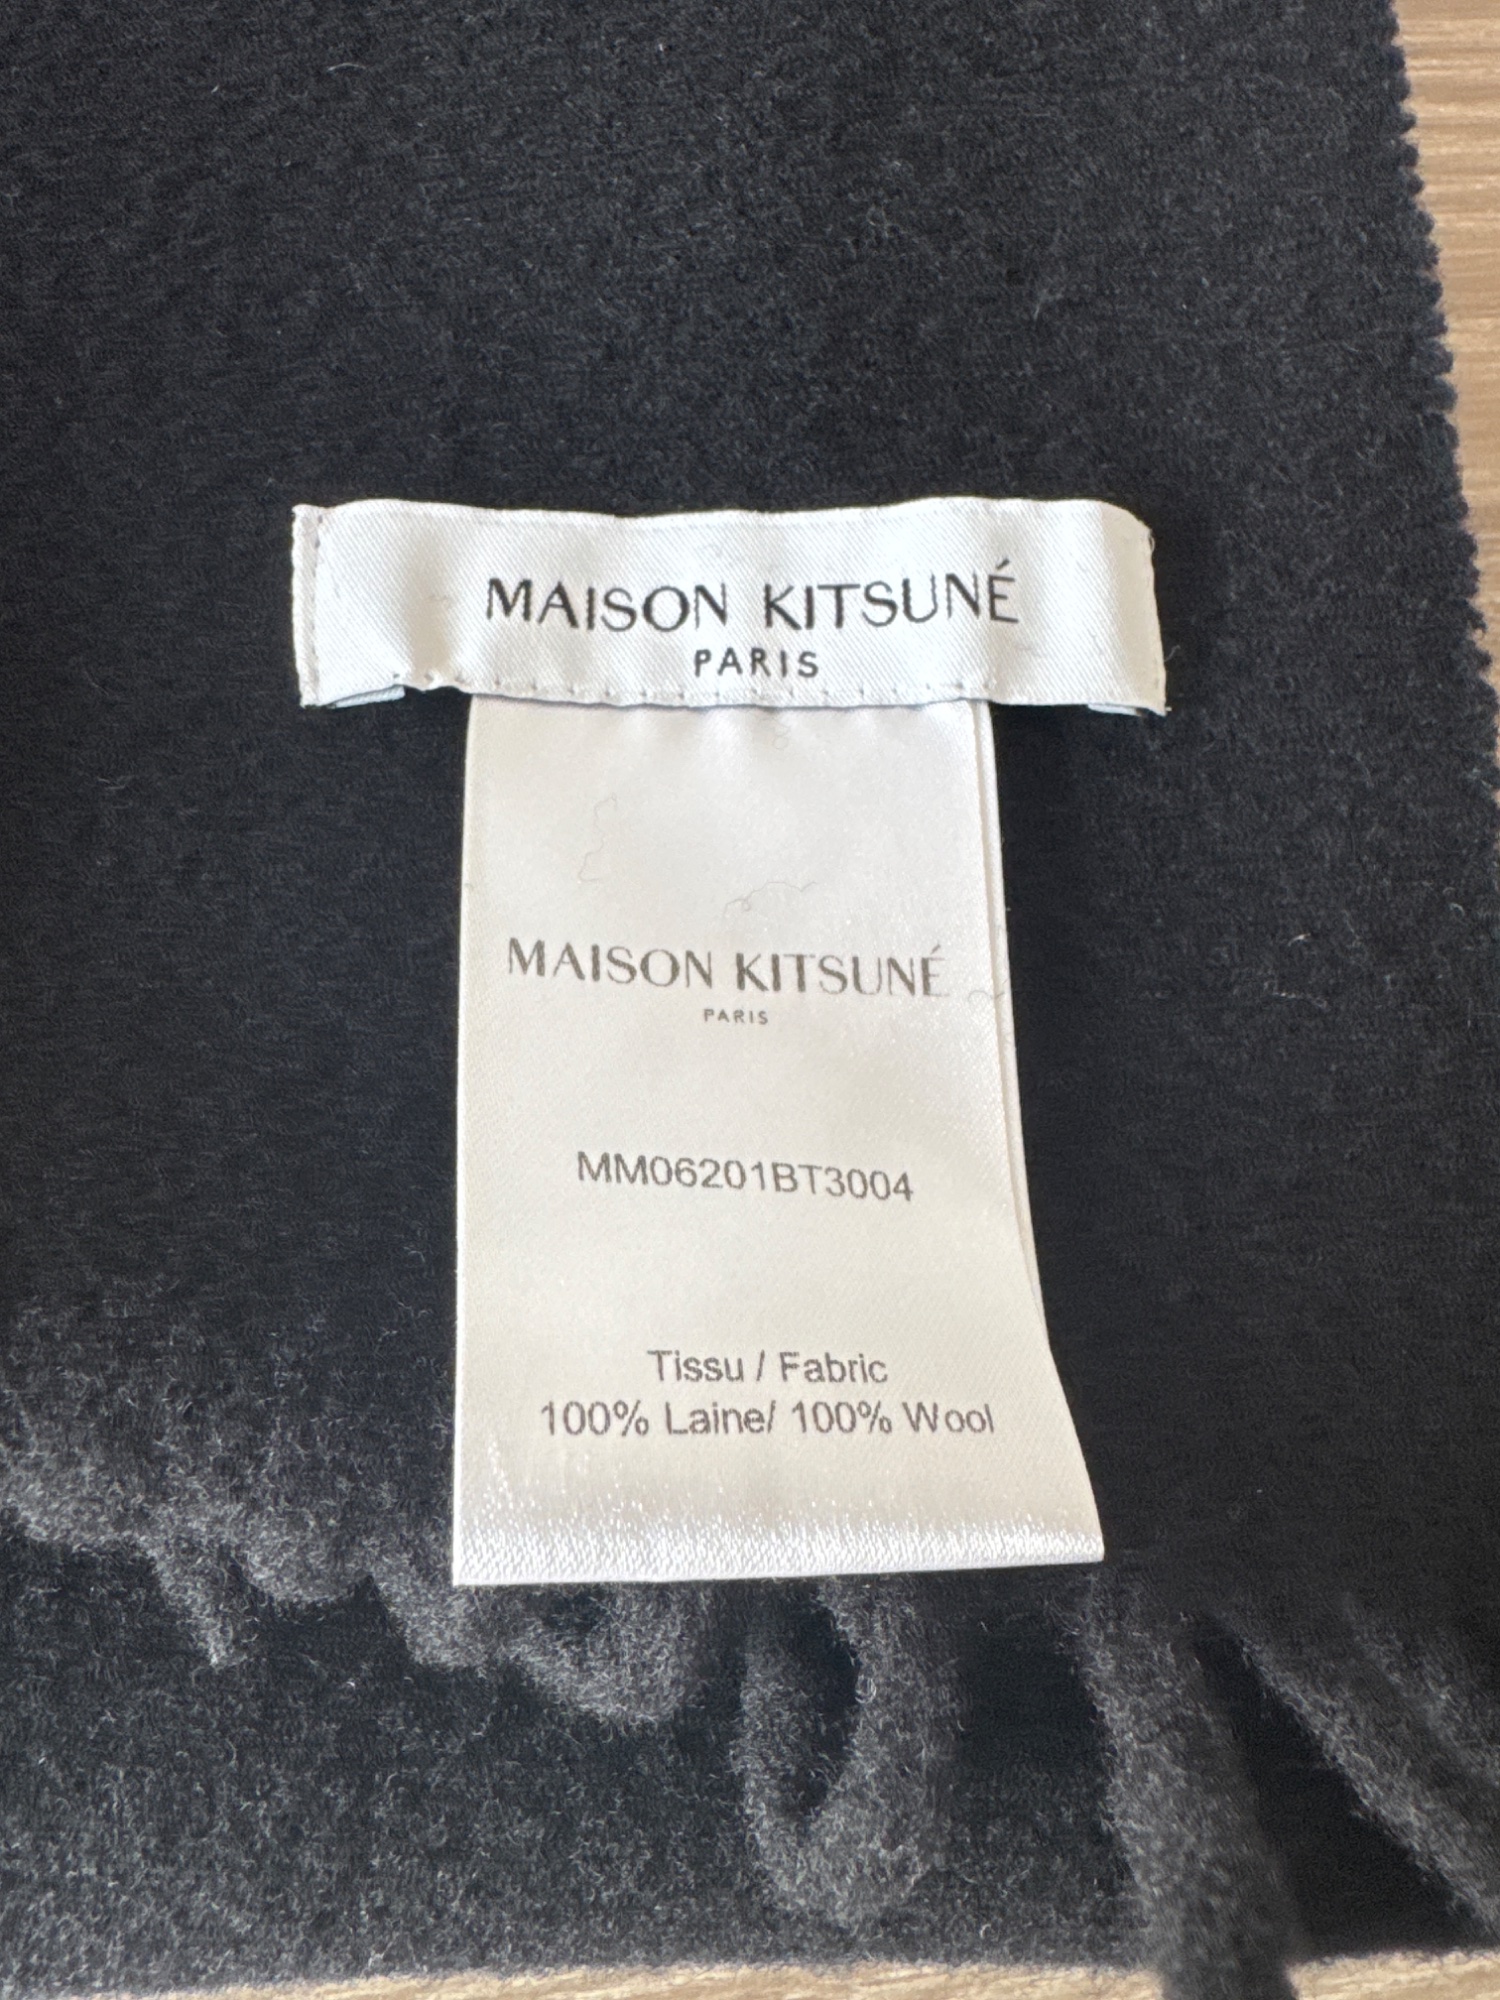 MAISON KITSUNÉ
PARIS
MAISON KITSUNÉ
PARIS
MM06201BT3004
Tissu / Fabric
100% Laine/ 100% Wool